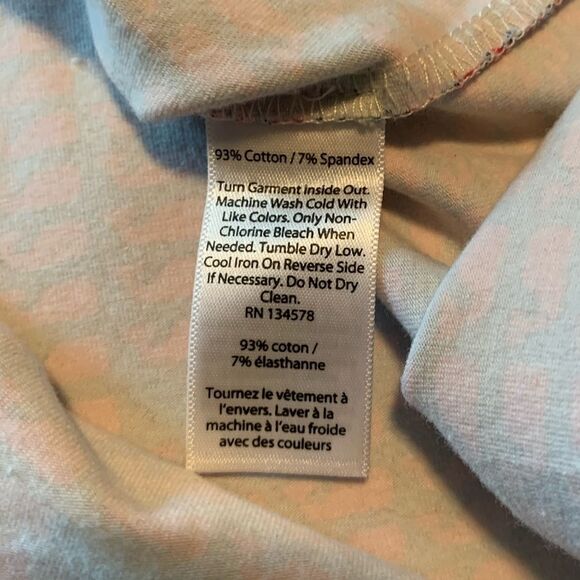 93% Cotton / 7% Spandex
Turn Garment Inside Out.
Machine Wash Cold With
Like Colors. Only Non-
Chlorine Bleach When
Needed. Tumble Dry Low.
Cool Iron On Reverse Side
If Necessary. Do Not Dry
Clean.
RN 134578
93% coton /
7% élasthanne
Tournez le vêtement à
l'envers. Laver à la
machine à l'eau froide
avec des couleurs